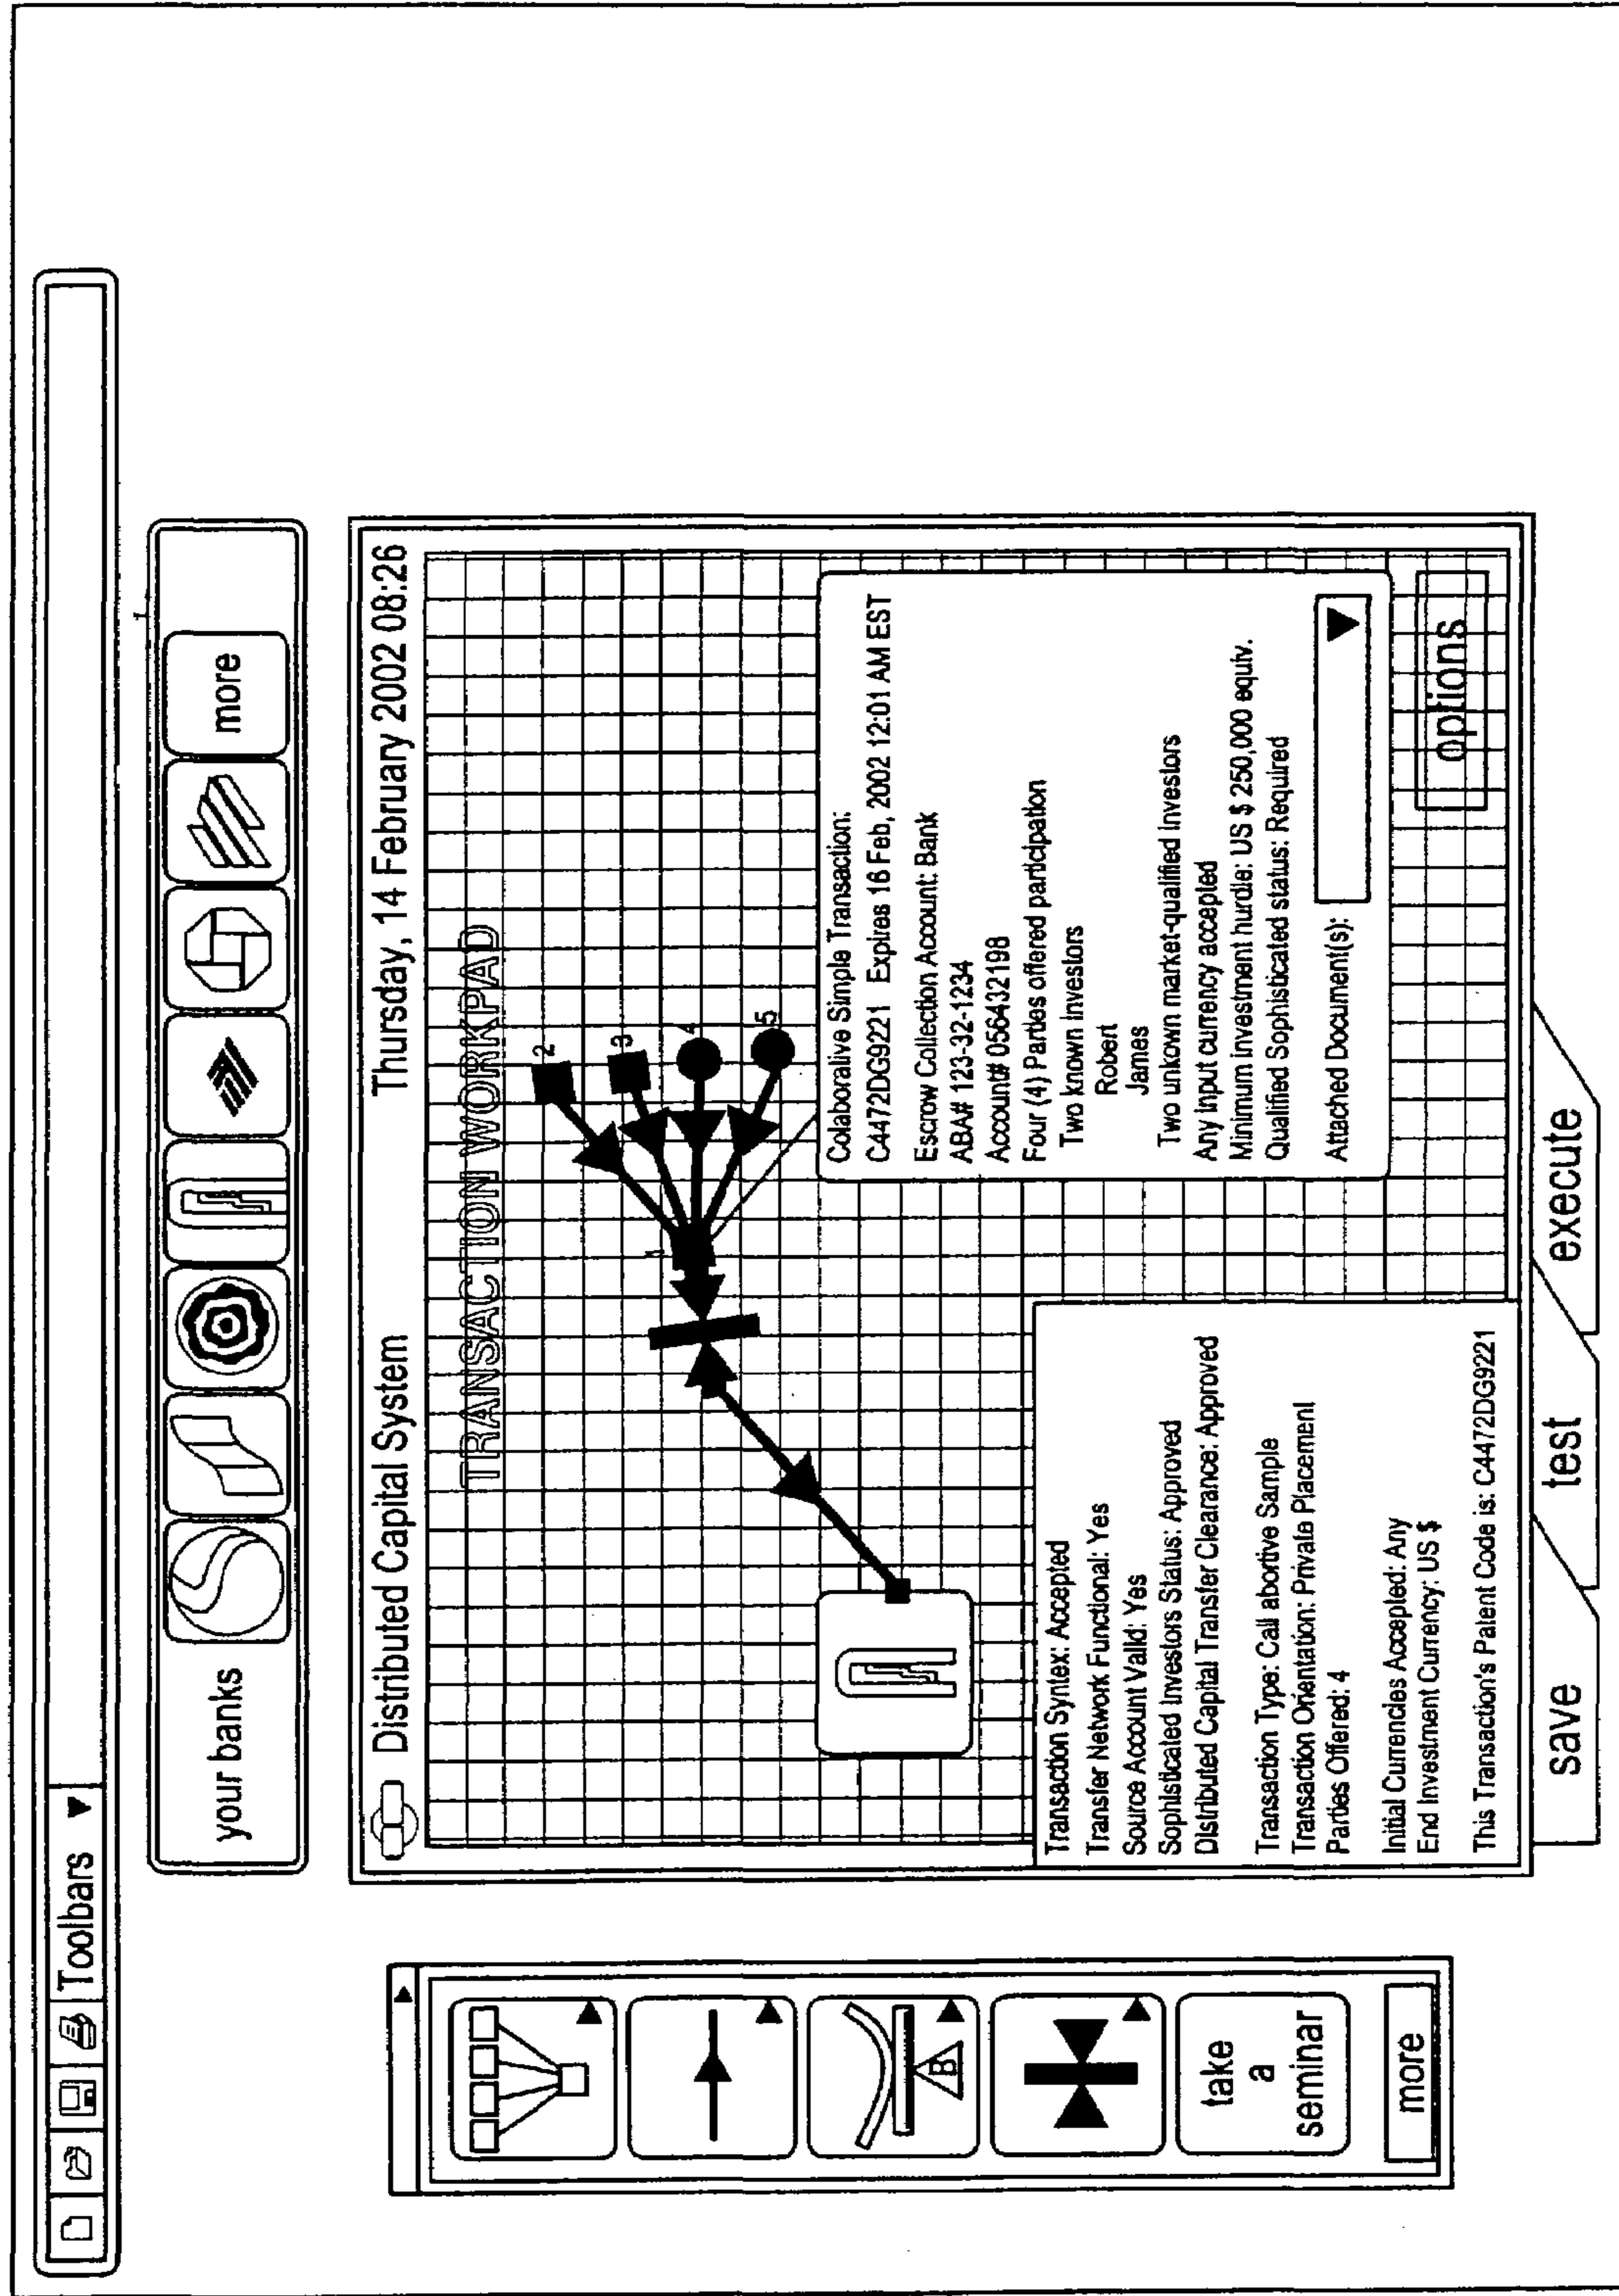 Toolbars
your banks
more
Distributed Capital System
Thursday, 14 February 2002 08:26
TRANSACTION WORKPAD
1
2
3
4
5
B
take
a
seminar
more
Colaborative Simple Transaction:
C4472DG9221 Expires 16 Feb, 2002 12:01 AM EST
Escrow Collection Account: Bank
ABA# 123-32-1234
Account# 056432198
Four (4) Parties offered participation
Two known investors
Robert
James
Two unkown market-qualified investors
Any input currency accepted
Minimum investment hurdle: US $ 250,000 equiv.
Qualified Sophisticated status: Required
Attached Document(s):
options
Transaction Syntex: Accepted
Transfer Network Functional: Yes
Source Account Valid: Yes
Sophisticated Investors Status: Approved
Distributed Capital Transfer Clearance: Approved
Transaction Type: Call abortive Sample
Transaction Orientation: Private Placement
Parties Offered: 4
Initial Currencies Accepted: Any
End Investment Currency: US $
This Transaction's Patent Code is: C4472DG9221
save
test
execute